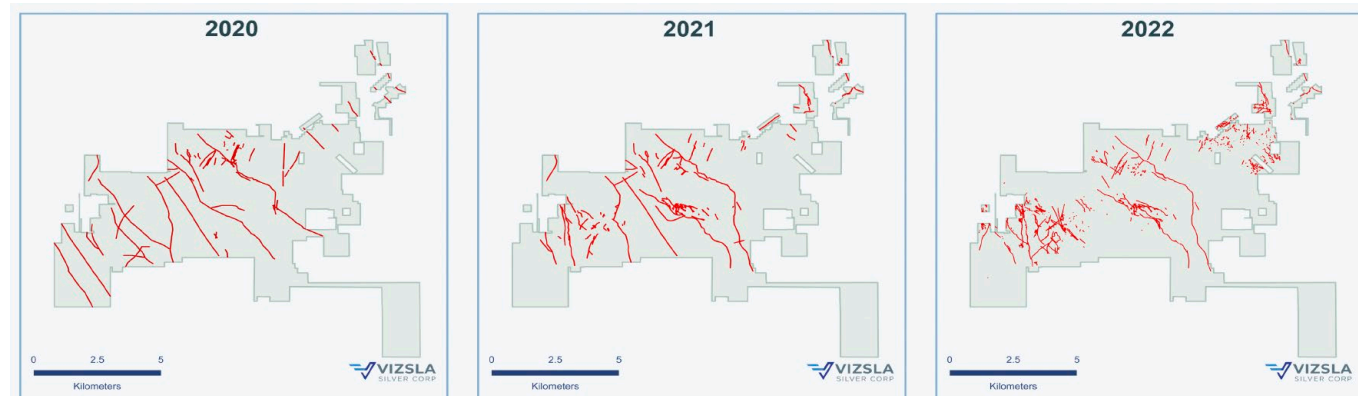 2020
0 2.5 5
Kilometers
VIZSLA
SILVER CORP
2021
0 2.5 5
Kilometers
VIZSLA
SILVER CORP
2022
0 2.5 5
Kilometers
VIZSLA
SILVER CORP